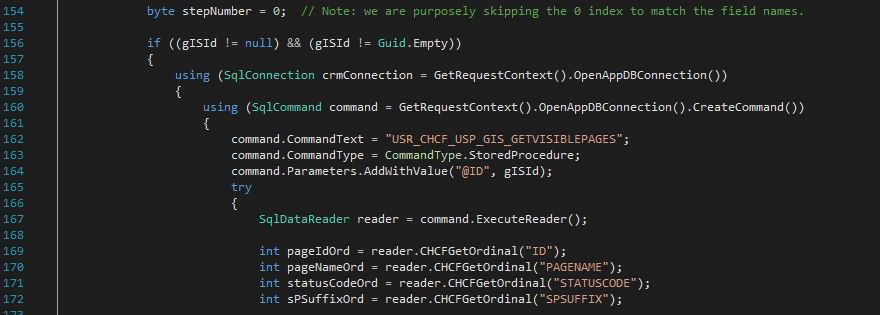 154 byte stepNumber = 0;  // Note: we are purposely skipping the 0 index to match the field names.
155
156 if ((gISId != null) && (gISId != Guid.Empty))
157 {
158 using (SqlConnection crmConnection = GetRequestContext().OpenAppDBConnection())
159 {
160 using (SqlCommand command = GetRequestContext().OpenAppDBConnection().CreateCommand())
161 {
162 command.CommandText = "USR_CHCF_USP_GIS_GETVISIBLEPAGES";
163 command.CommandType = CommandType.StoredProcedure;
164 command.Parameters.AddWithValue("@ID", gISId);
165 try
166 {
167 SqlDataReader reader = command.ExecuteReader();
168
169 int pageIdOrd = reader.CHCFGetOrdinal("ID");
170 int pageNameOrd = reader.CHCFGetOrdinal("PAGENAME");
171 int statusCodeOrd = reader.CHCFGetOrdinal("STATUSCODE");
172 int sPSuffixOrd = reader.CHCFGetOrdinal("SPSUFFIX");
173